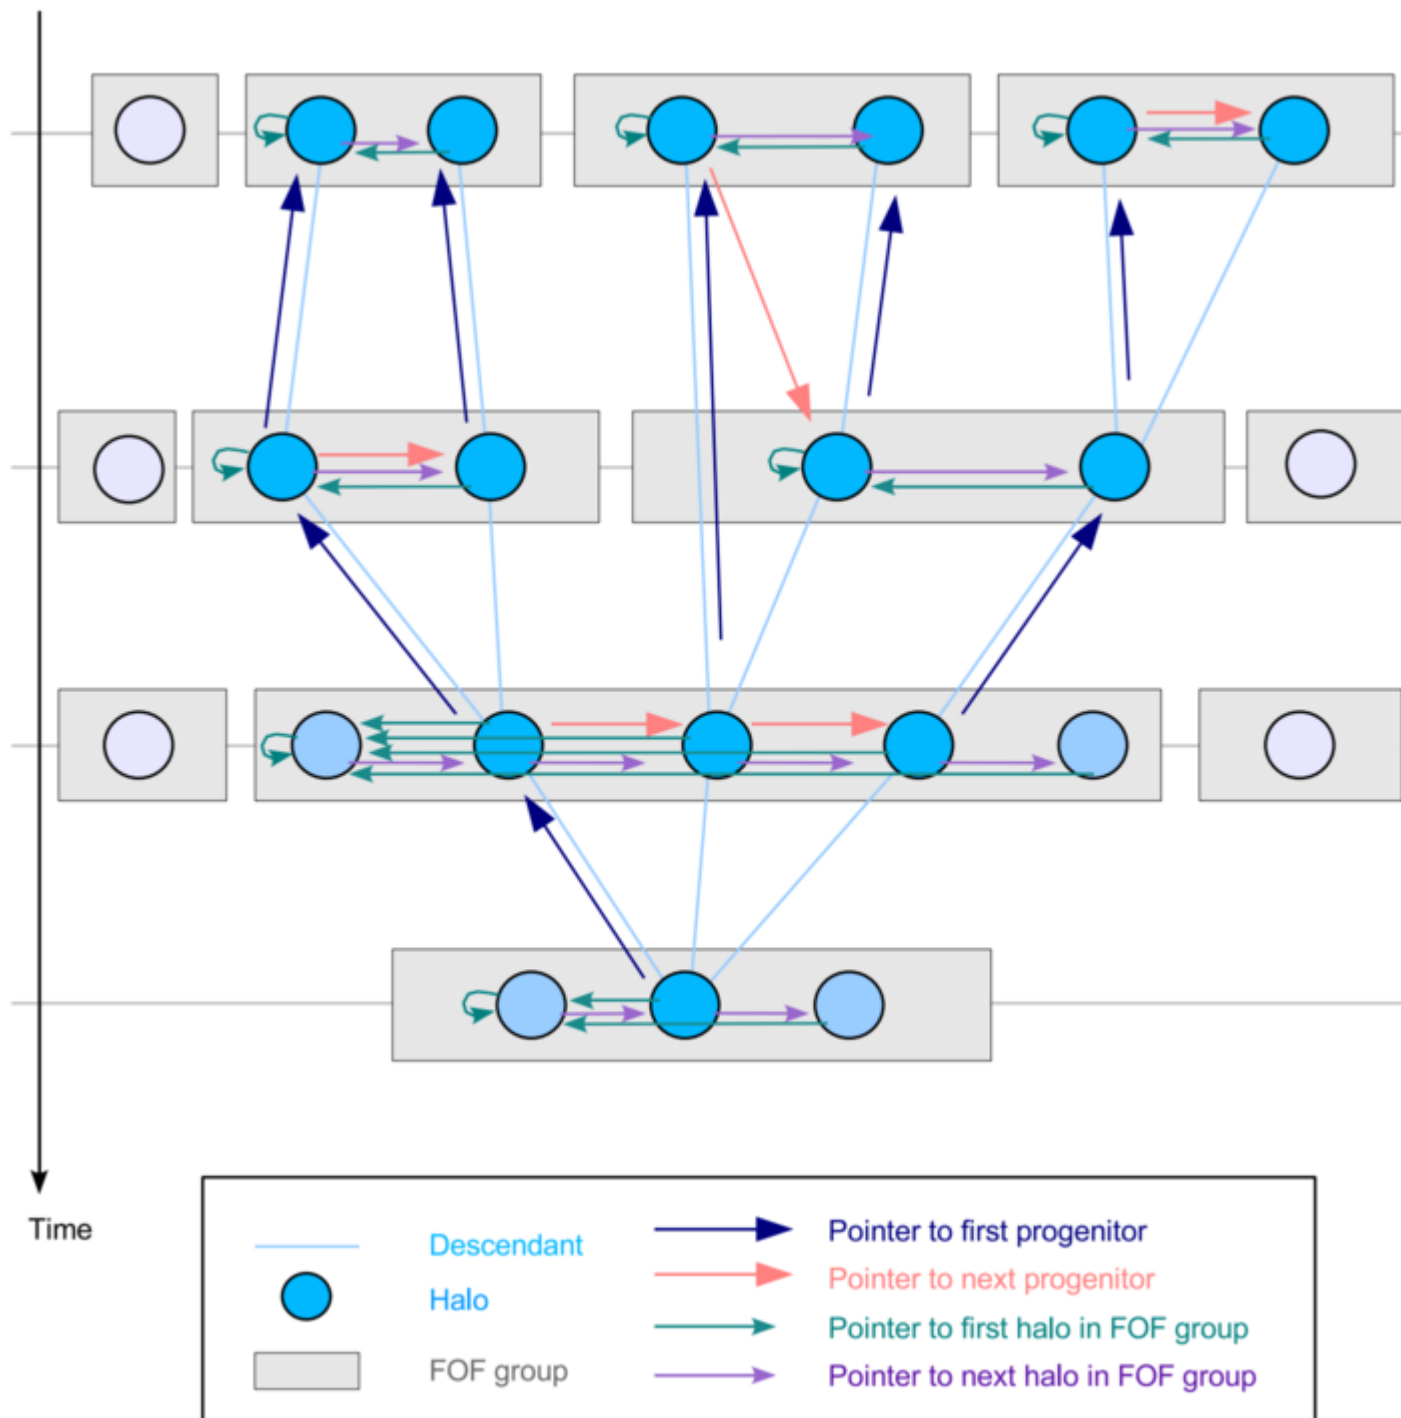 Time
Descendant
Halo
FOF group
Pointer to first progenitor
Pointer to next progenitor
Pointer to first halo in FOF group
Pointer to next halo in FOF group